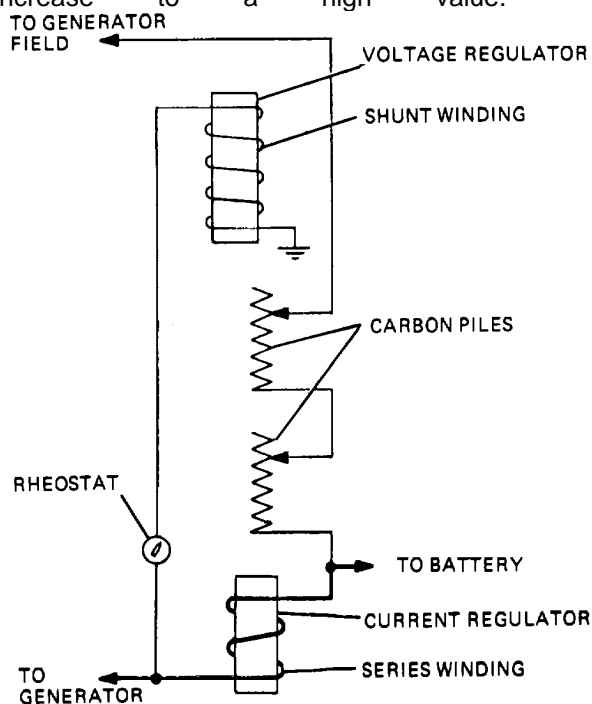 increase to a high value.
TO GENERATOR
FIELD
VOLTAGE REGULATOR
SHUNT WINDING
CARBON PILES
RHEOSTAT
TO BATTERY
CURRENT REGULATOR
SERIES WINDING
TO
GENERATOR